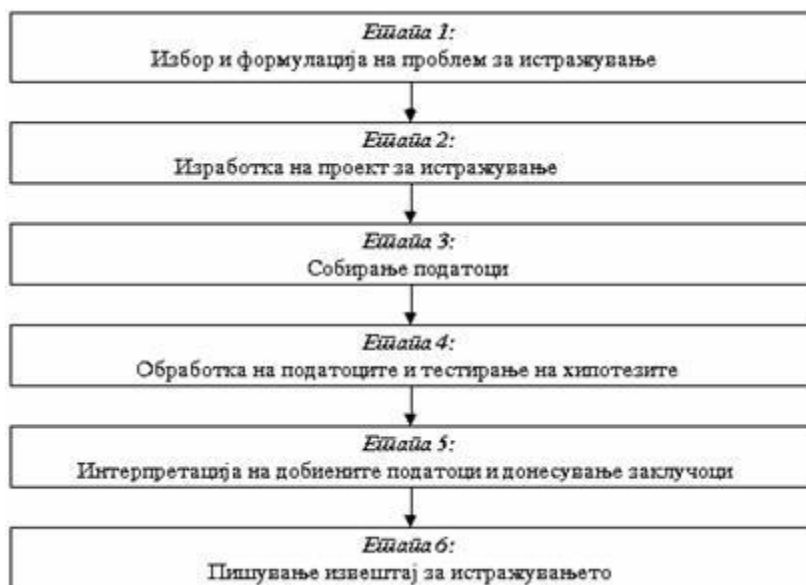 Етапа 1:
Избор и формулација на проблем за истражување
Етапа 2:
Изработка на проект за истражување
Етапа 3:
Собирање податоци
Етапа 4:
Обработка на податоците и тестирање на хипотезите
Етапа 5:
Интерпретација на добиените податоци и донесување заклучоци
Етапа 6:
Пишување извештај за истражувањето